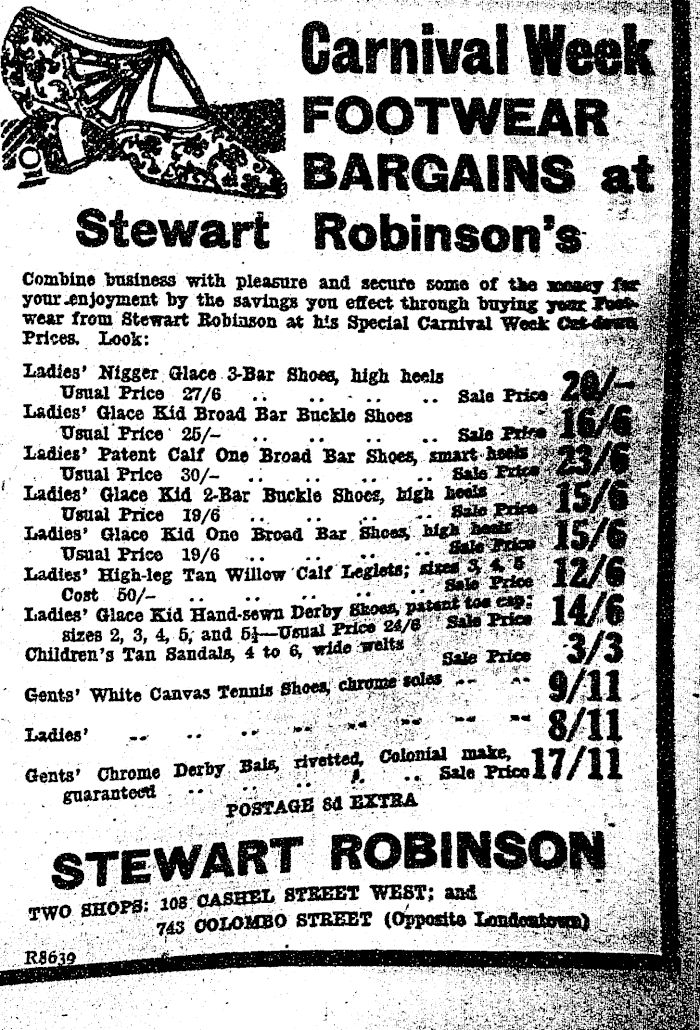 Carnival Week
FOOTWEAR
BARGAINS at
Stewart Robinson's
Combine business with pleasure and secure some of the money for
your enjoyment by the savings you effect through buying your Foot-
wear from Stewart Robinson at his Special Carnival Week Cut-down
Prices. Look:
Ladies' Nigger Glace 3-Bar Shoes, high heels
Usual Price 27/6 .. .. .. .. Sale Price 20/-
Ladies' Glace Kid Broad Bar Buckle Shoes
Usual Price 25/- .. .. .. .. Sale Price 16/6
Ladies' Patent Calf One Broad Bar Shoes, smart heels
Usual Price 30/- .. .. .. .. Sale Price 23/6
Ladies' Glace Kid 2-Bar Buckle Shoes, high heels
Usual Price 19/6 .. .. .. .. Sale Price 15/6
Ladies' Glace Kid One Broad Bar Shoes, high heels
Usual Price 19/6 .. .. .. .. Sale Price 15/6
Ladies' High-leg Tan Willow Calf Leglets; sizes 3, 4, 5
Cost 50/- .. .. .. .. .. Sale Price 12/6
Ladies' Glace Kid Hand-sewn Derby Shoes, patent toe cap;
sizes 2, 3, 4, 5, and 5½—Usual Price 24/6 Sale Price 14/6
Children's Tan Sandals, 4 to 6, wide welts
Sale Price 3/3
Gents' White Canvas Tennis Shoes, chrome soles .. .. 9/11
Ladies' .. .. .. .. .. .. .. .. 8/11
Gents' Chrome Derby Bals, rivetted, Colonial make,
guaranteed .. .. .. .. .. Sale Price 17/11
POSTAGE 8d EXTRA
STEWART ROBINSON
TWO SHOPS: 108 CASHEL STREET WEST; and
743 COLOMBO STREET (Opposite Londontown)
R8639